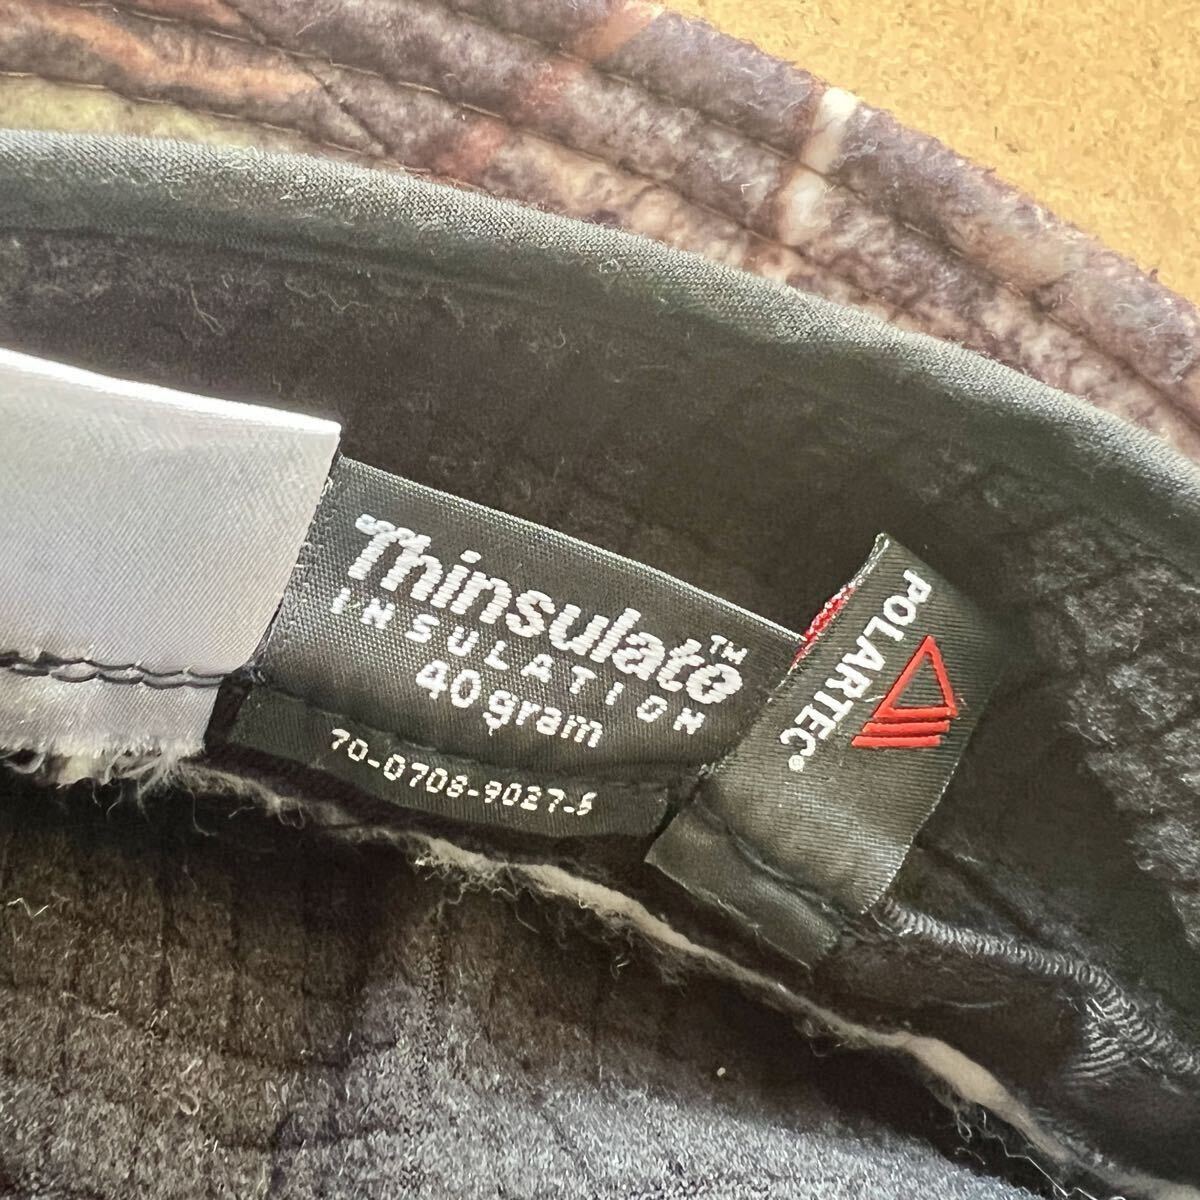 Thinsulate™
INSULATION
40 gram
70-0708-9027-5
POLARTEC®